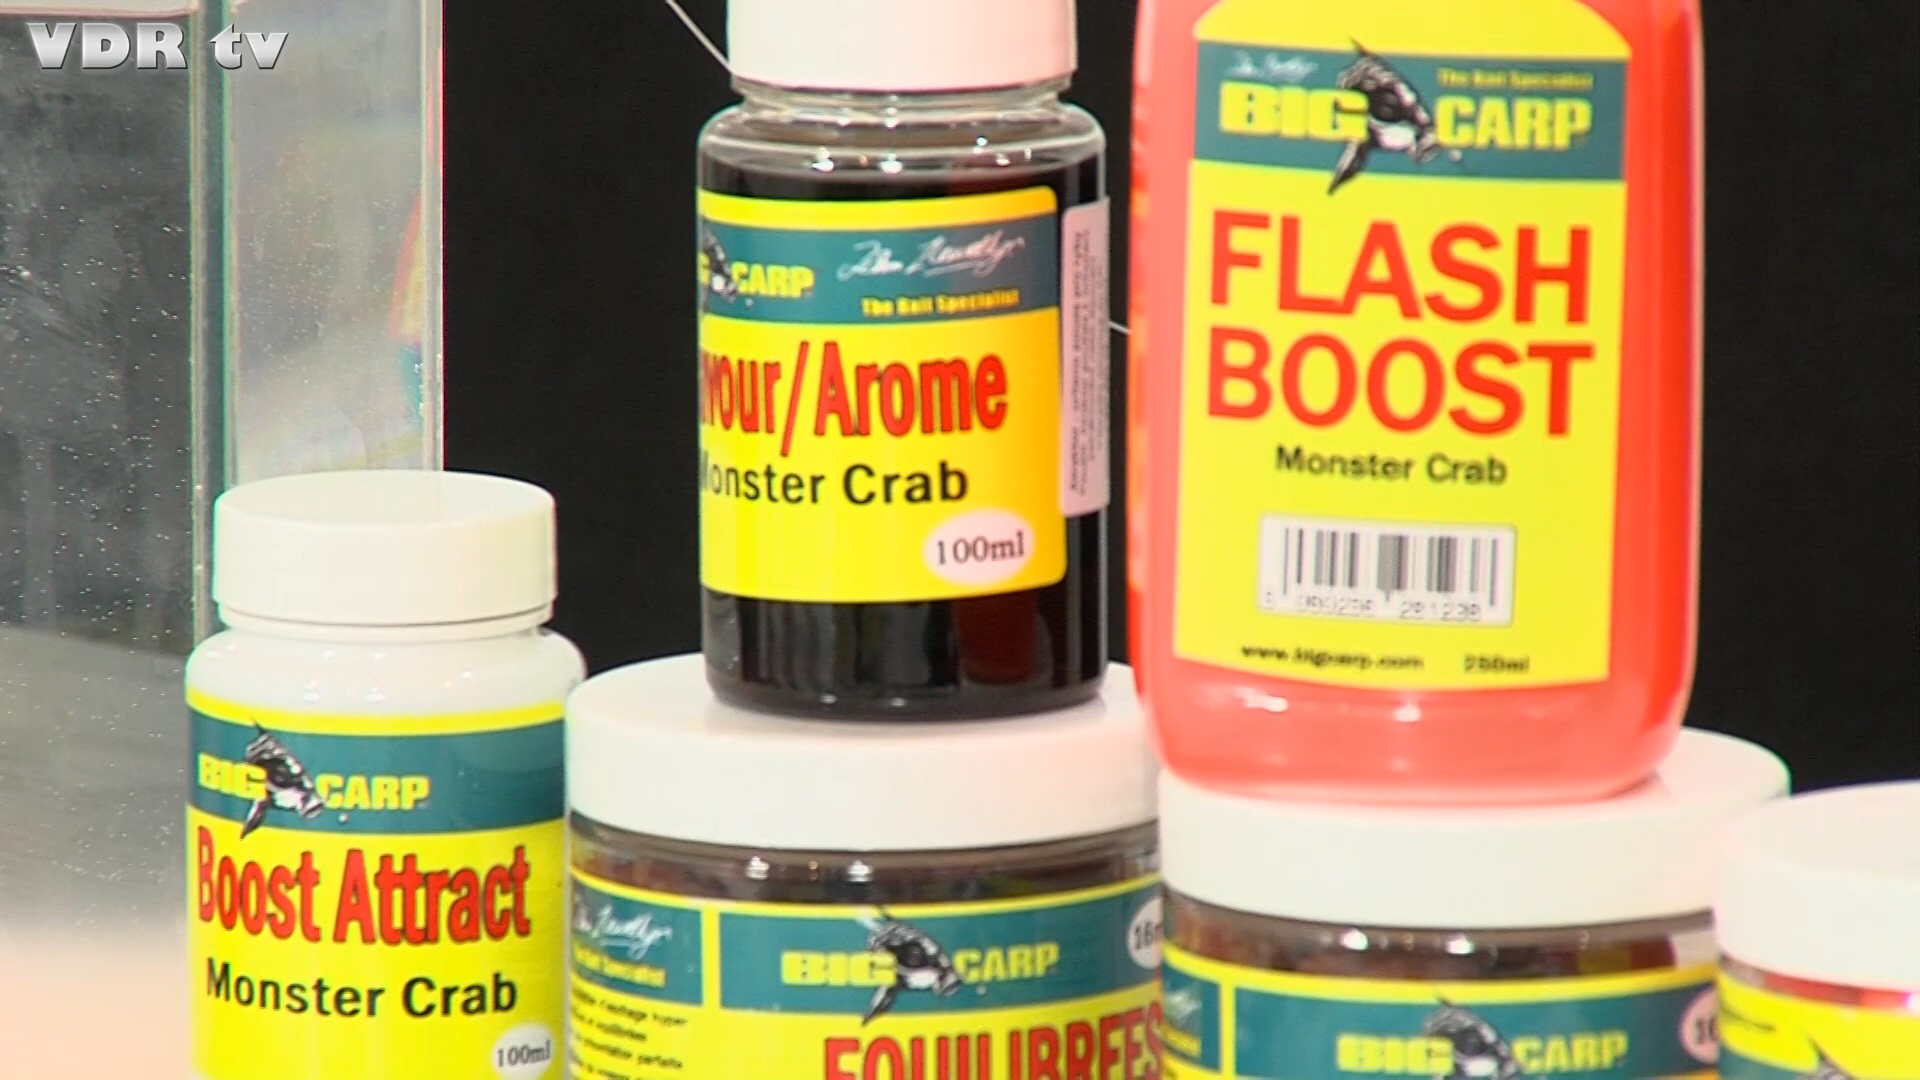 VDR tv
CARP
The Bait Specialist
vour/Arome
Monster Crab
100ml
The Bait Specialist
BIG CARP
FLASH
BOOST
Monster Crab
www.bigcarp.com 250ml
BIG CARP
Boost Attract
Monster Crab
100ml
BIG CARP
EQUILIBREES
BIG CARP